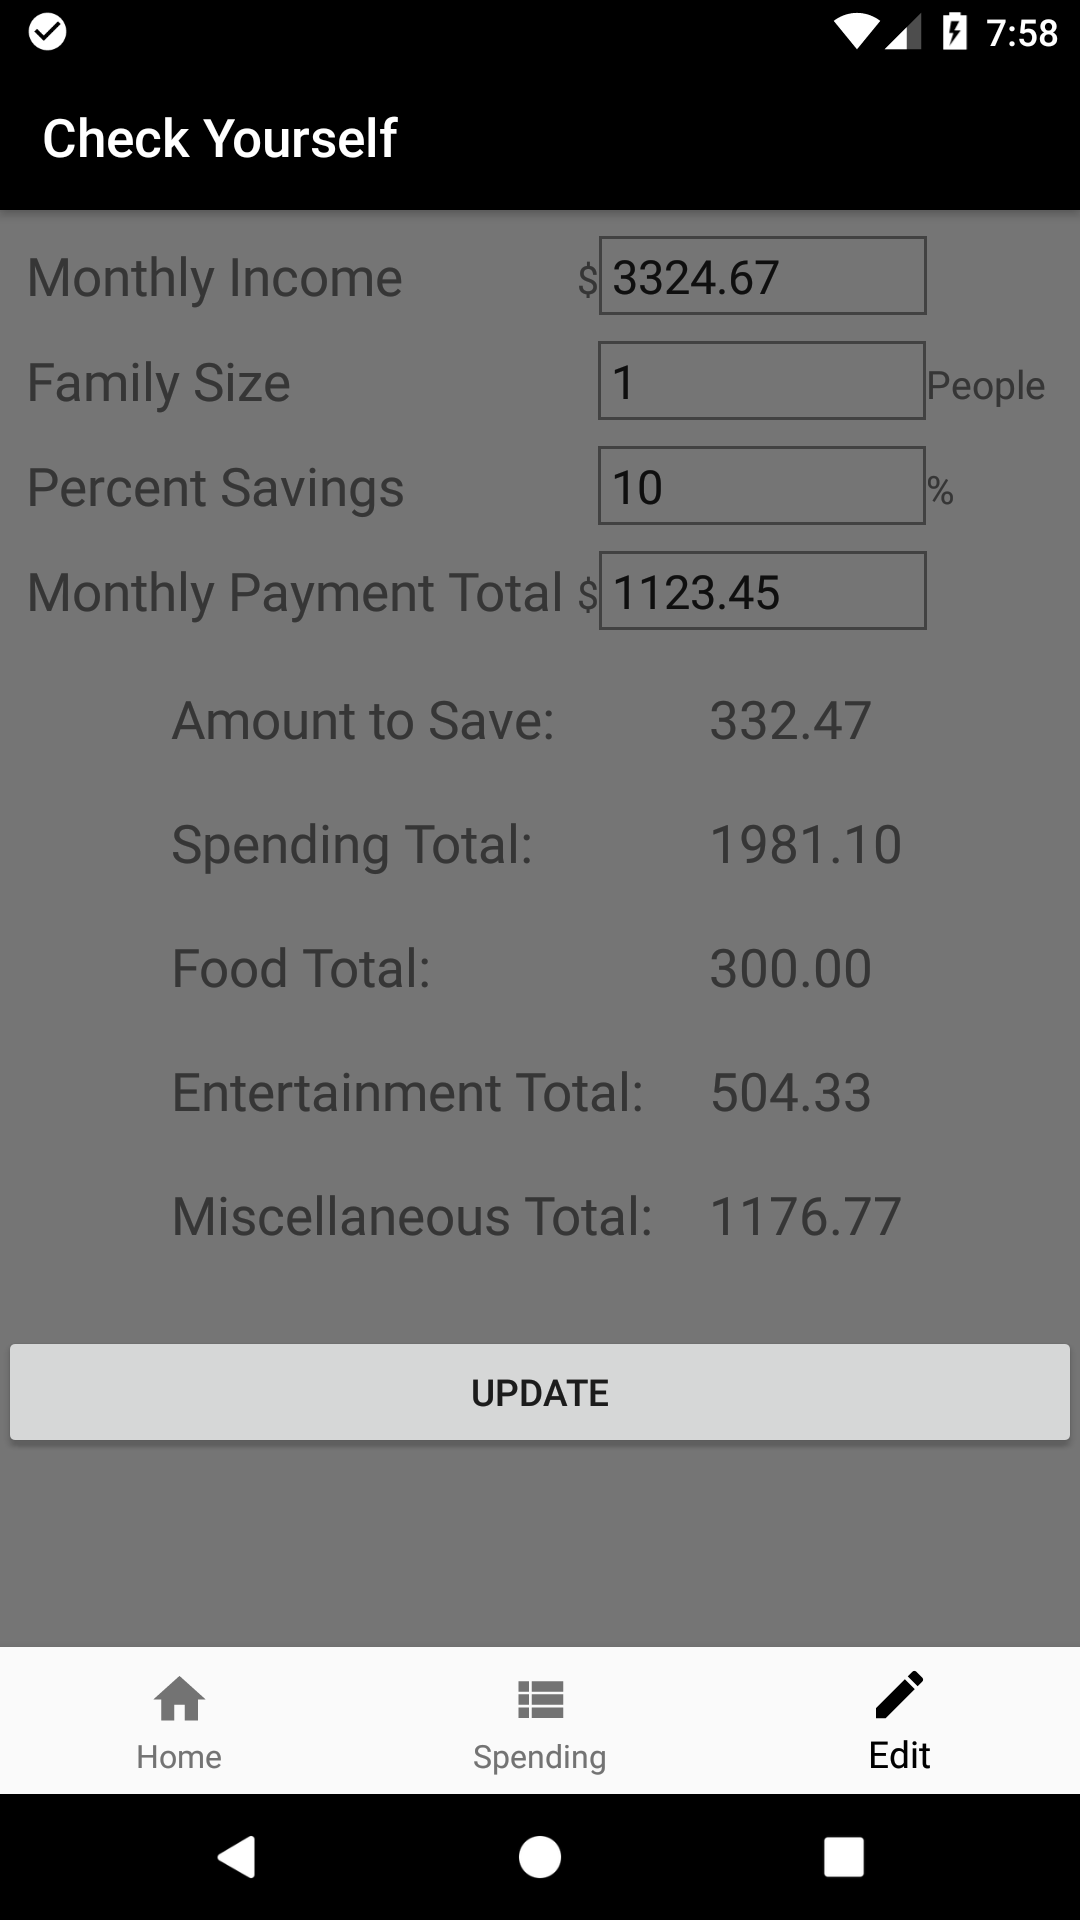 7:58
Check Yourself
Monthly Income $ 3324.67
Family Size 1 People
Percent Savings 10 %
Monthly Payment Total $ 1123.45
Amount to Save: 332.47
Spending Total: 1981.10
Food Total: 300.00
Entertainment Total: 504.33
Miscellaneous Total: 1176.77
UPDATE
Home Spending Edit